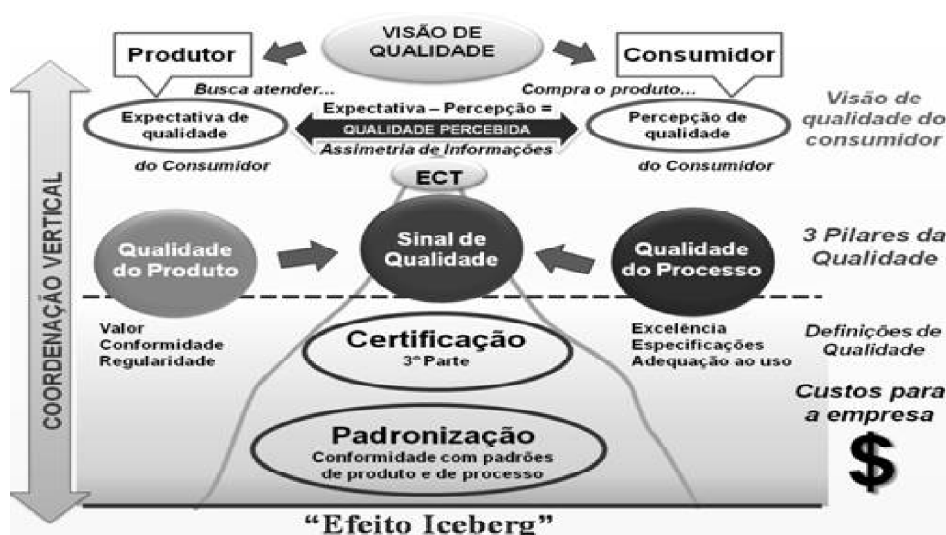 VISÃO DE
QUALIDADE
Produtor
Consumidor
Busca atender...
Compra o produto...
Expectativa – Percepção =
Expectativa de
qualidade
QUALIDADE PERCEBIDA
Percepção de
qualidade
Visão de
qualidade do
consumidor
do Consumidor
Assimetria de Informações
do Consumidor
ECT
COORDENAÇÃO VERTICAL
Qualidade
do Produto
Sinal de
Qualidade
Qualidade
do Processo
3 Pilares da
Qualidade
Valor
Conformidade
Regularidade
Certificação
3ª Parte
Excelência
Especificações
Adequação ao uso
Definições de
Qualidade
Custos para
a empresa
$
Padronização
Conformidade com padrões
de produto e de processo
“Efeito Iceberg”